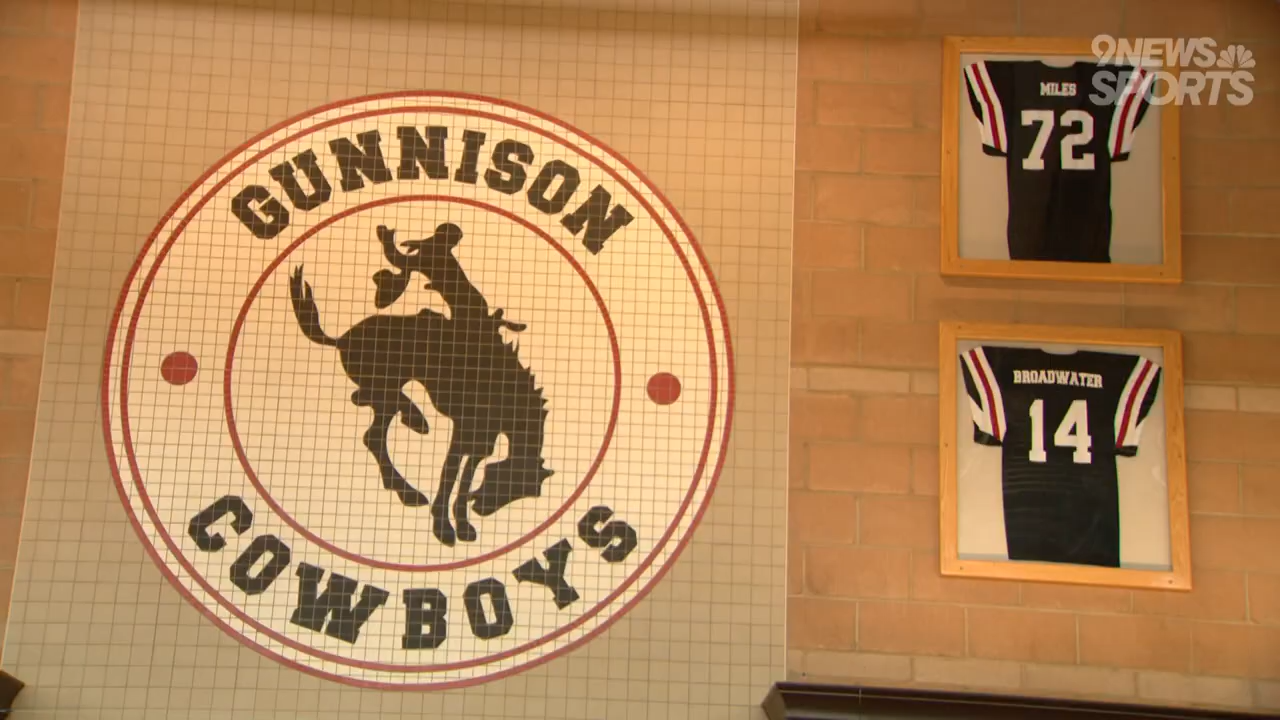 GUNNISON
COWBOYS
9NEWS
SPORTS
MILES
72
BROADWATER
14